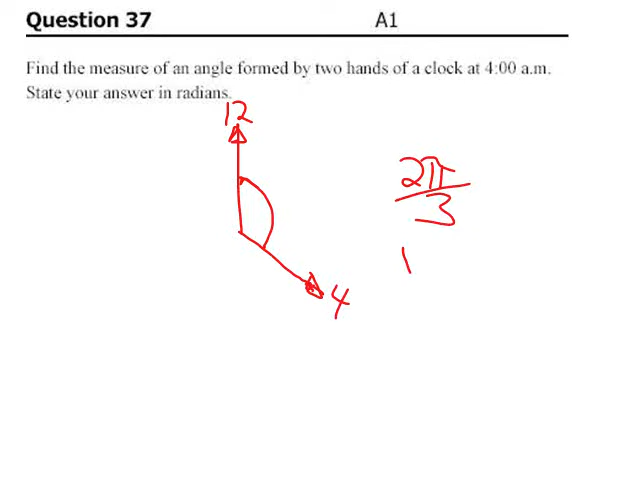 Question 37 A1
Find the measure of an angle formed by two hands of a clock at 4:00 a.m.
State your answer in radians.
12
2π
3
4